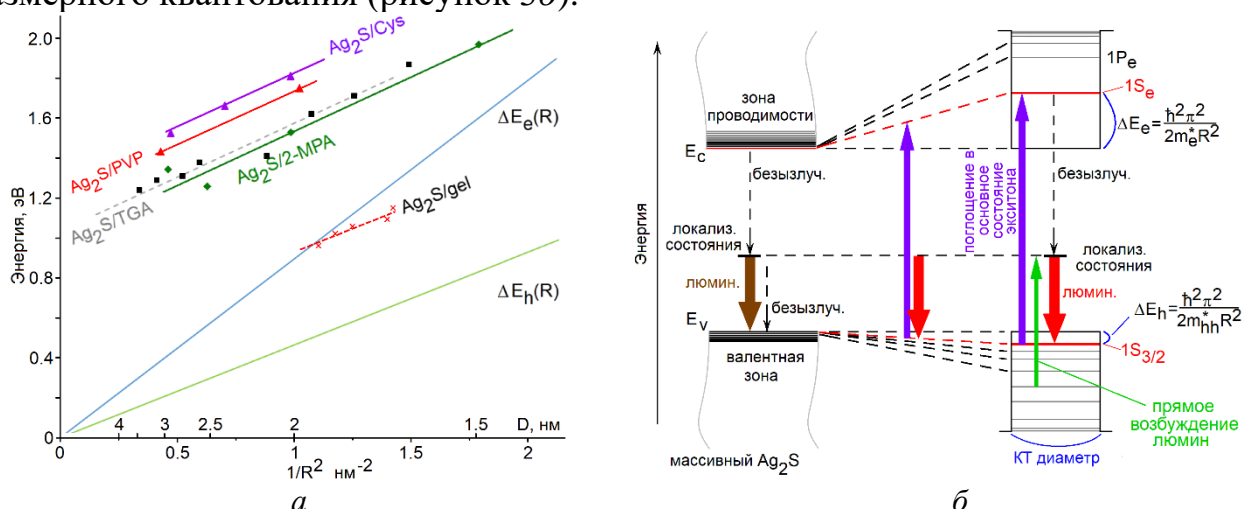 азмерного квантования (рисунок 3б).
2.0
1.6
1.2
0.8
0.4
0
Энергия, эВ
Ag2S/Cys
Ag2S/PVP
Ag2S/2-MPA
Ag2S/TGA
Ag2S/gel
ΔEe(R)
ΔEh(R)
4 3 2.5 2 1.5 D, нм
0 0.5 1 1.5 2
1/R² нм⁻²
а
Энергия
зона
проводимости
Ec
безызлуч.
локализ.
состояния
люмин.
безызлуч.
Ev
валентная
зона
массивный Ag2S
поглощение в
основное
состояние
экситона
1Pe
1Se
ΔEe=ħ²π²/2m*eR²
безызлуч.
локализ.
состояния
люмин.
ΔEh=ħ²π²/2m*hhR²
1S3/2
прямое
возбуждение
люмин
КТ диаметр
б